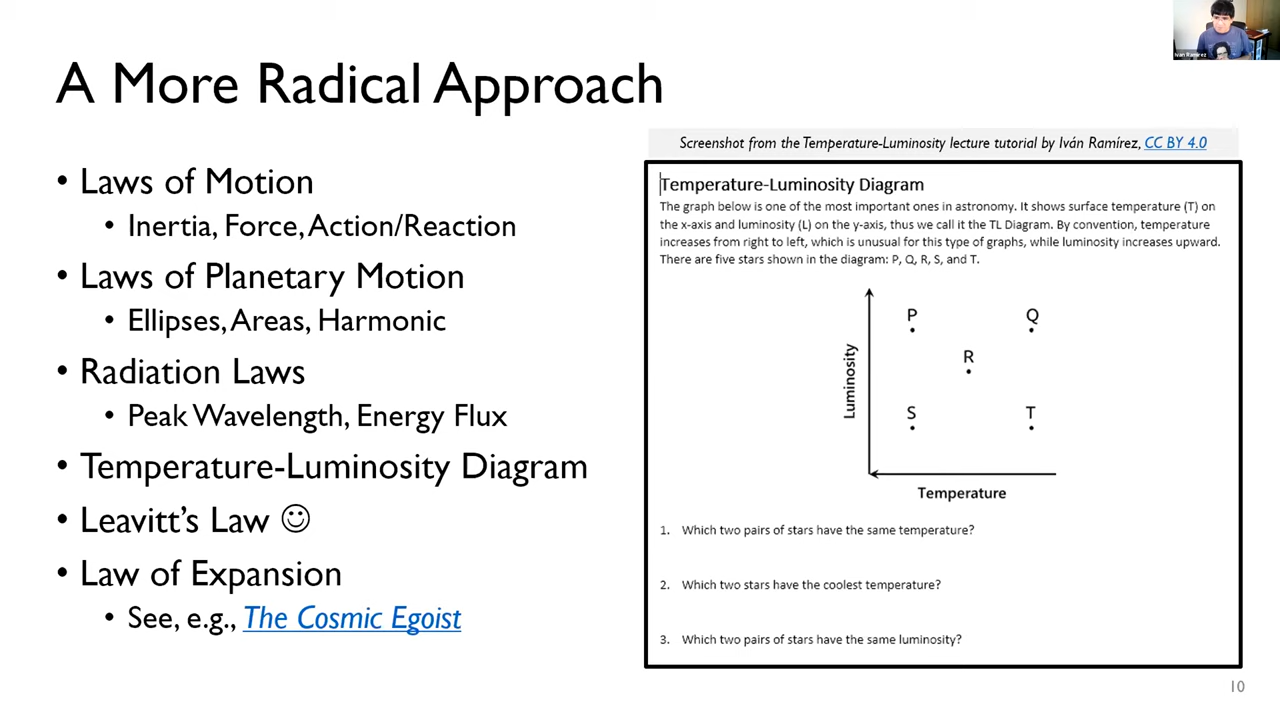 Iván Ramírez
A More Radical Approach
• Laws of Motion
• Inertia, Force, Action/Reaction
• Laws of Planetary Motion
• Ellipses, Areas, Harmonic
• Radiation Laws
• Peak Wavelength, Energy Flux
• Temperature-Luminosity Diagram
• Leavitt's Law ☺
• Law of Expansion
• See, e.g., The Cosmic Egoist
Screenshot from the Temperature-Luminosity lecture tutorial by Iván Ramírez, CC BY 4.0
Temperature-Luminosity Diagram
The graph below is one of the most important ones in astronomy. It shows surface temperature (T) on
the x-axis and luminosity (L) on the y-axis, thus we call it the TL Diagram. By convention, temperature
increases from right to left, which is unusual for this type of graphs, while luminosity increases upward.
There are five stars shown in the diagram: P, Q, R, S, and T.
P Q
R
Luminosity
S T
Temperature
1. Which two pairs of stars have the same temperature?
2. Which two stars have the coolest temperature?
3. Which two pairs of stars have the same luminosity?
10